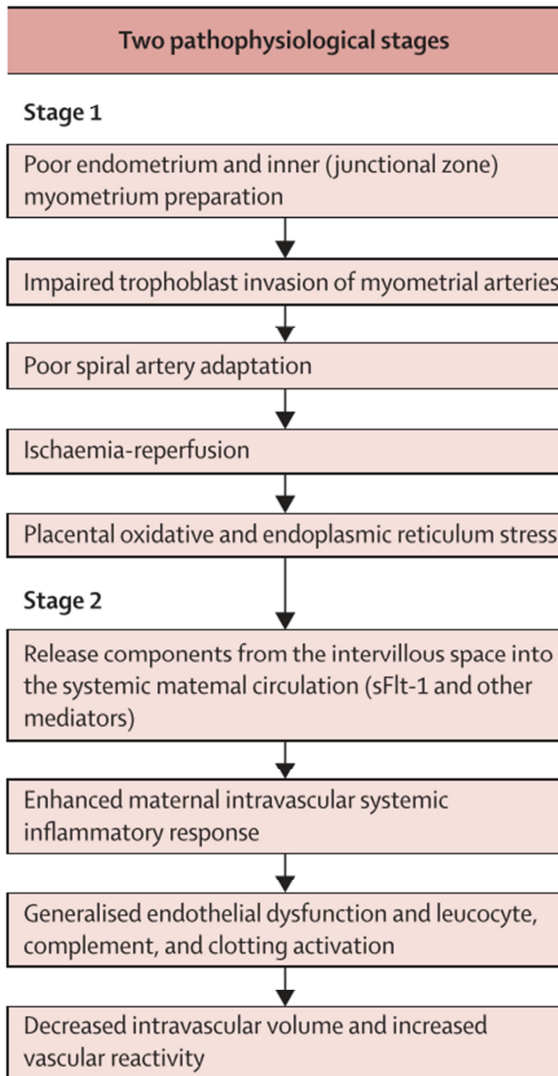 Two pathophysiological stages
Stage 1
Poor endometrium and inner (junctional zone)
myometrium preparation
Impaired trophoblast invasion of myometrial arteries
Poor spiral artery adaptation
Ischaemia-reperfusion
Placental oxidative and endoplasmic reticulum stress
Stage 2
Release components from the intervillous space into
the systemic matemal circulation (sFlt-1 and other
mediators)
Enhanced maternal intravascular systemic
inflammatory response
Generalised endothelial dysfunction and leucocyte,
complement, and clotting activation
Decreased intravascular volume and increased
vascular reactivity